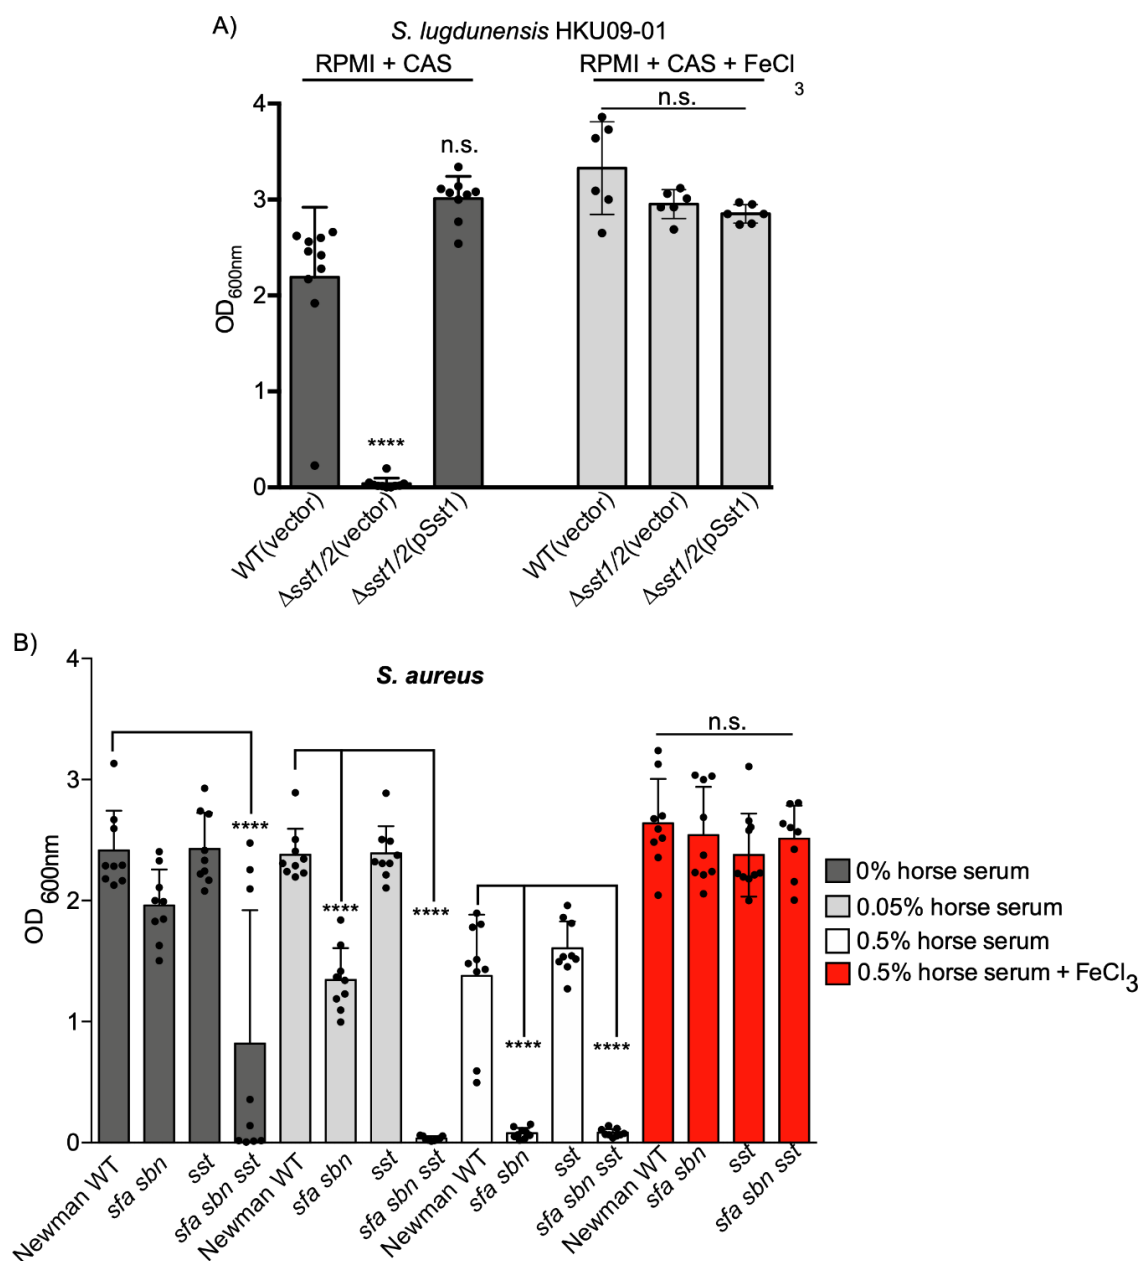 A)
S. lugdunensis HKU09-01
RPMI + CAS
RPMI + CAS + FeCl3
n.s.
n.s.
****
OD600nm
4
3
2
1
0
WT(vector)
Δsst1/2(vector)
Δsst1/2(pSst1)
WT(vector)
Δsst1/2(vector)
Δsst1/2(pSst1)
B)
S. aureus
n.s.
****
****
****
****
****
OD 600nm
4
3
2
1
0
0% horse serum
0.05% horse serum
0.5% horse serum
0.5% horse serum + FeCl3
Newman WT
sfa sbn
sst
sfa sbn sst
Newman WT
sfa sbn
sst
sfa sbn sst
Newman WT
sfa sbn
sst
sfa sbn sst
Newman WT
sfa sbn
sst
sfa sbn sst